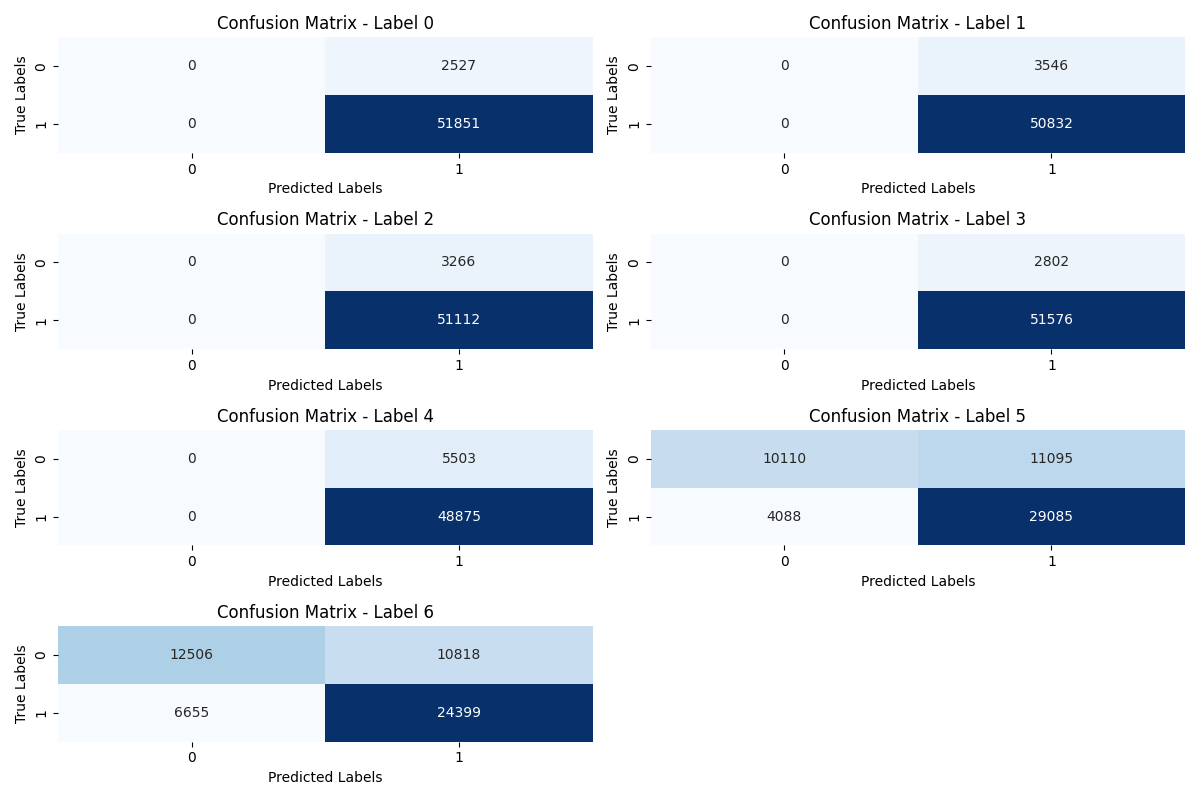 Confusion Matrix - Label 0
True Labels
0
1
0
2527
0
51851
0
1
Predicted Labels
Confusion Matrix - Label 1
True Labels
0
1
0
3546
0
50832
0
1
Predicted Labels
Confusion Matrix - Label 2
True Labels
0
1
0
3266
0
51112
0
1
Predicted Labels
Confusion Matrix - Label 3
True Labels
0
1
0
2802
0
51576
0
1
Predicted Labels
Confusion Matrix - Label 4
True Labels
0
1
0
5503
0
48875
0
1
Predicted Labels
Confusion Matrix - Label 5
True Labels
0
1
10110
11095
4088
29085
0
1
Predicted Labels
Confusion Matrix - Label 6
True Labels
0
1
12506
10818
6655
24399
0
1
Predicted Labels